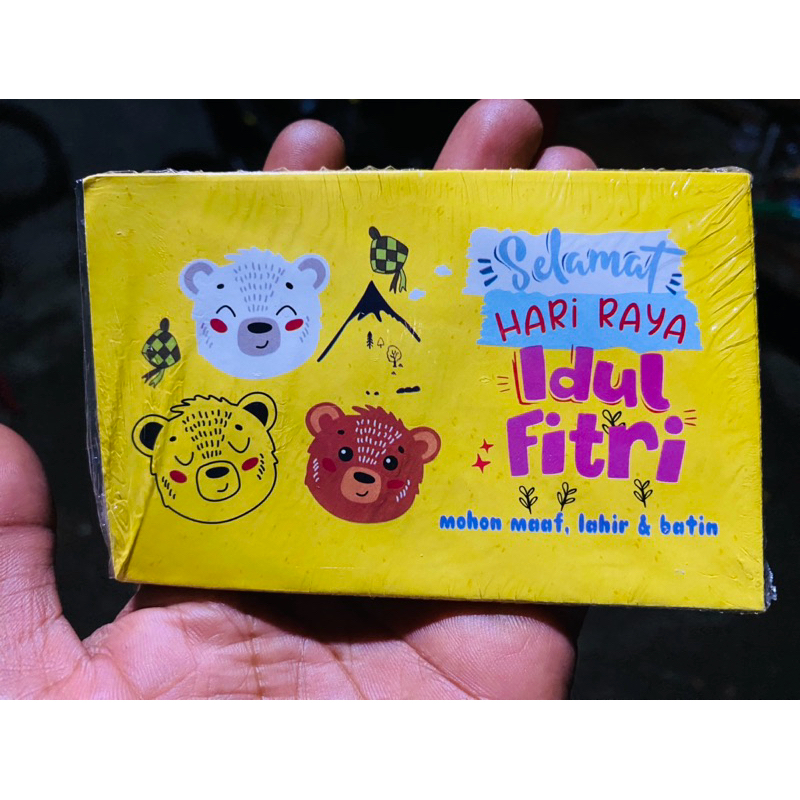 Selamat
HARI RAYA
Idul
Fitri
mohon maaf, lahir & batin